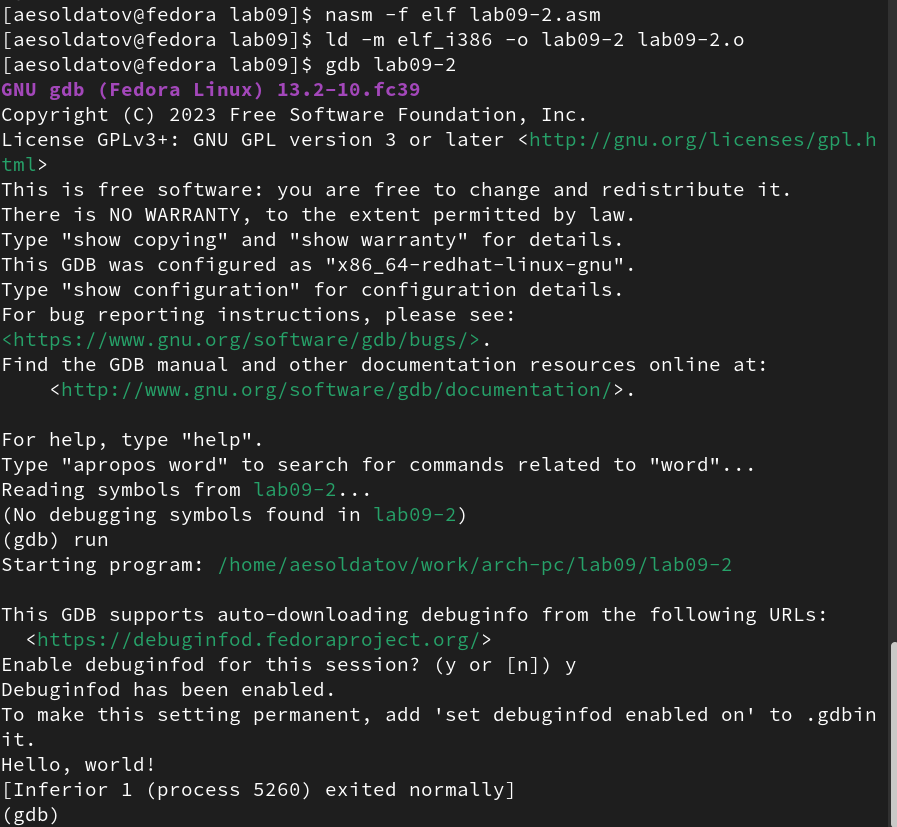 [aesoldatov@fedora lab09]$ nasm -f elf lab09-2.asm
[aesoldatov@fedora lab09]$ ld -m elf_i386 -o lab09-2 lab09-2.o
[aesoldatov@fedora lab09]$ gdb lab09-2
GNU gdb (Fedora Linux) 13.2-10.fc39
Copyright (C) 2023 Free Software Foundation, Inc.
License GPLv3+: GNU GPL version 3 or later <http://gnu.org/licenses/gpl.h
tml>
This is free software: you are free to change and redistribute it.
There is NO WARRANTY, to the extent permitted by law.
Type "show copying" and "show warranty" for details.
This GDB was configured as "x86_64-redhat-linux-gnu".
Type "show configuration" for configuration details.
For bug reporting instructions, please see:
<https://www.gnu.org/software/gdb/bugs/>.
Find the GDB manual and other documentation resources online at:
    <http://www.gnu.org/software/gdb/documentation/>.

For help, type "help".
Type "apropos word" to search for commands related to "word"...
Reading symbols from lab09-2...
(No debugging symbols found in lab09-2)
(gdb) run
Starting program: /home/aesoldatov/work/arch-pc/lab09/lab09-2

This GDB supports auto-downloading debuginfo from the following URLs:
  <https://debuginfod.fedoraproject.org/>
Enable debuginfod for this session? (y or [n]) y
Debuginfod has been enabled.
To make this setting permanent, add 'set debuginfod enabled on' to .gdbin
it.
Hello, world!
[Inferior 1 (process 5260) exited normally]
(gdb)